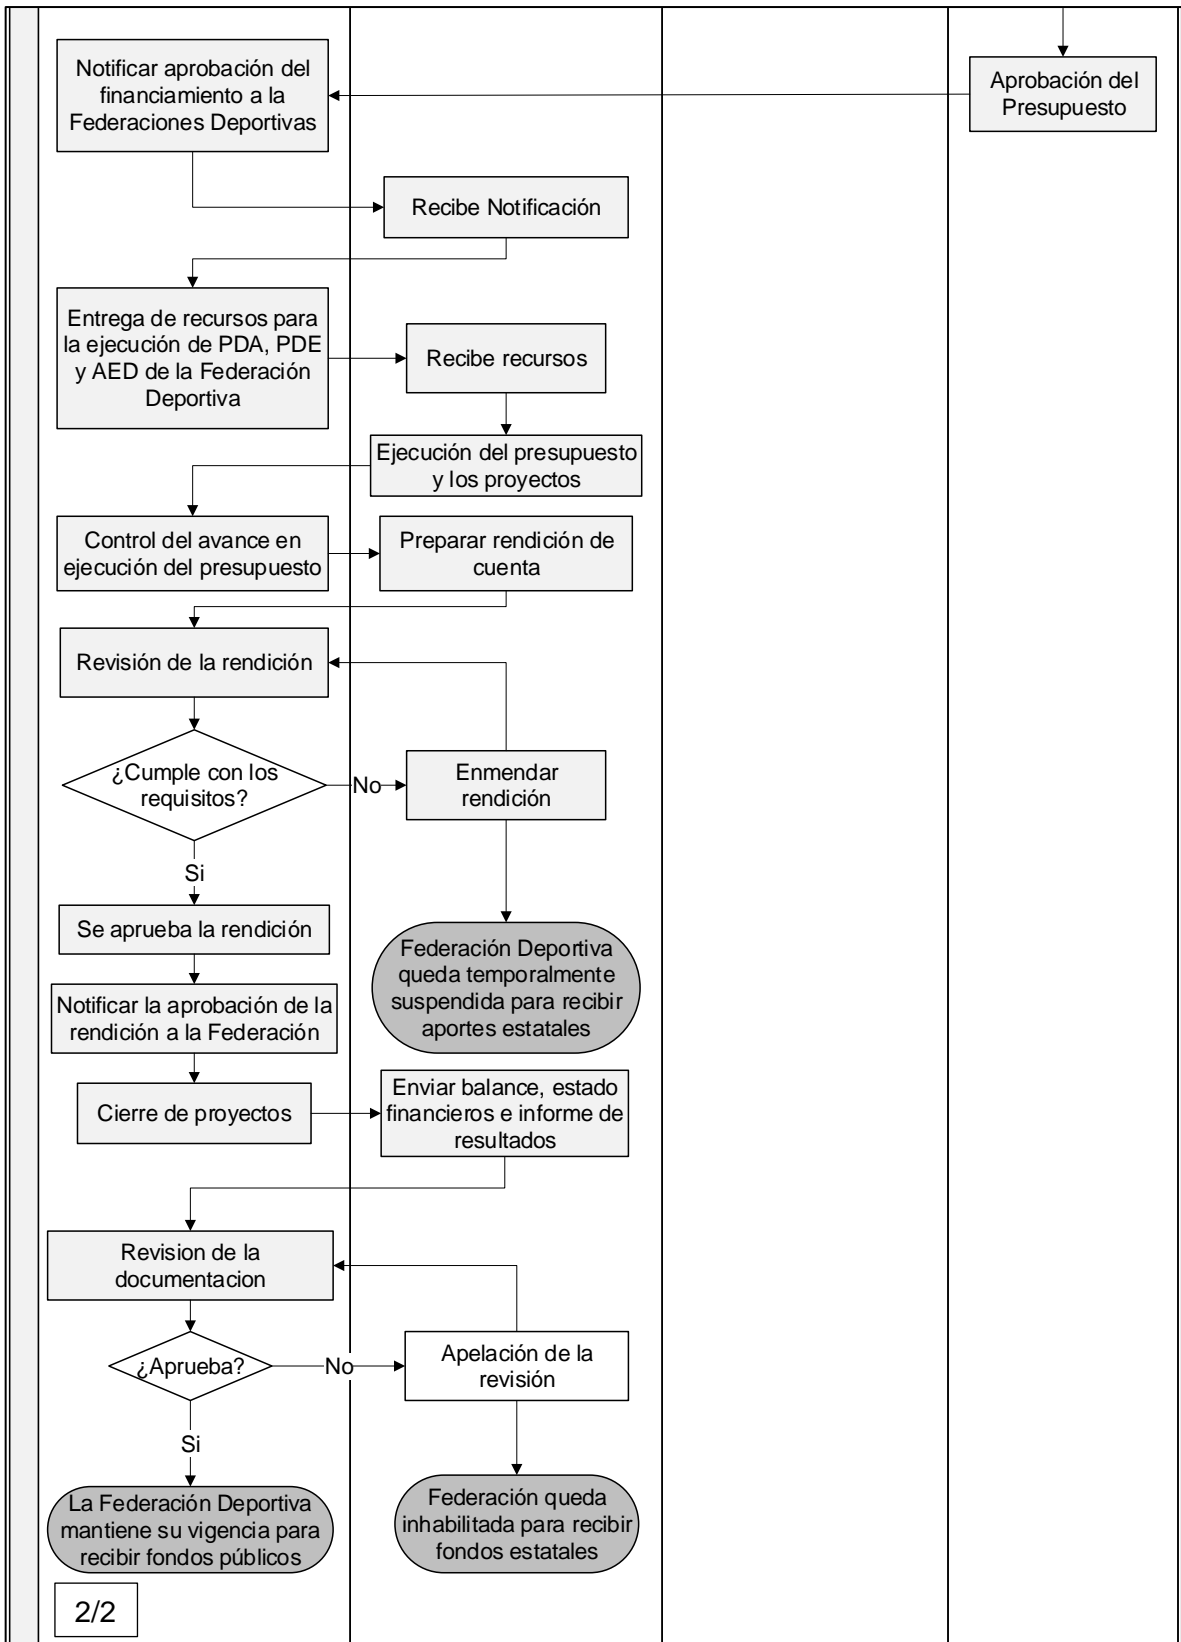 Notificar aprobación del
financiamiento a la
Federaciones Deportivas
Aprobación del
Presupuesto
Recibe Notificación
Entrega de recursos para
la ejecución de PDA, PDE
y AED de la Federación
Deportiva
Recibe recursos
Ejecución del presupuesto
y los proyectos
Control del avance en
ejecución del presupuesto
Preparar rendición de
cuenta
Revisión de la rendición
¿Cumple con los
requisitos?
No
Enmendar
rendición
Si
Se aprueba la rendición
Federación Deportiva
queda temporalmente
suspendida para recibir
aportes estatales
Notificar la aprobación de la
rendición a la Federación
Cierre de proyectos
Enviar balance, estado
financieros e informe de
resultados
Revision de la
documentacion
¿Aprueba?
No
Apelación de la
revisión
Si
La Federación Deportiva
mantiene su vigencia para
recibir fondos públicos
Federación queda
inhabilitada para recibir
fondos estatales
2/2